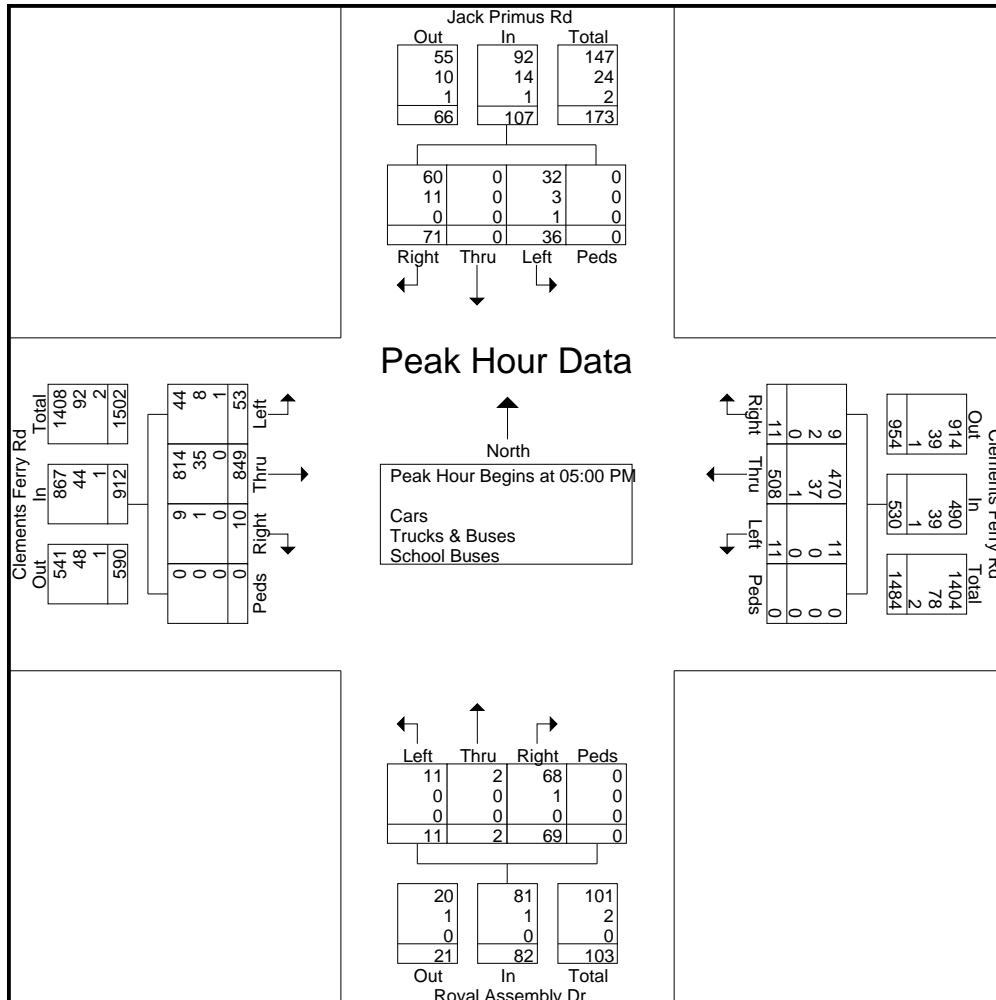 Jack Primus Rd
Out In Total
55 92 147
10 14 24
1 1 2
66 107 173
60 0 32 0
11 0 3 0
0 0 1 0
71 0 36 0
Right Thru Left Peds
Peak Hour Data
North
Peak Hour Begins at 05:00 PM
Cars
Trucks & Buses
School Buses
Clements Ferry Rd
Total In Out
1408 867 541
92 44 48
2 1 1
1502 912 590
44 814 9 0
8 35 1 0
1 0 0 0
53 849 10 0
Left Thru Right Peds
Clements Ferry Rd
Out In Total
914 490 1404
39 39 78
1 1 2
954 530 1484
9 470 11 0
2 37 0 0
0 1 0 0
11 508 11 0
Right Thru Left Peds
Left Thru Right Peds
11 2 68 0
0 0 1 0
0 0 0 0
11 2 69 0
20 81 101
1 1 2
0 0 0
21 82 103
Out In Total
Royal Assembly Dr